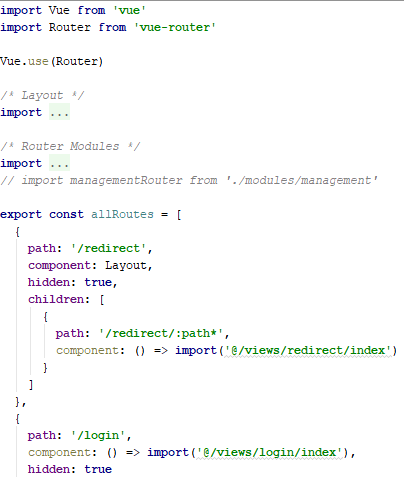 import Vue from 'vue'
import Router from 'vue-router'
Vue.use(Router)
/* Layout */
import ...
/* Router Modules */
import ...
// import managementRouter from './modules/management'
export const allRoutes = [
{
path: '/redirect',
component: Layout,
hidden: true,
children: [
{
path: '/redirect/:path*',
component: () => import('@/views/redirect/index')
}
]
},
{
path: '/login',
component: () => import('@/views/login/index'),
hidden: true